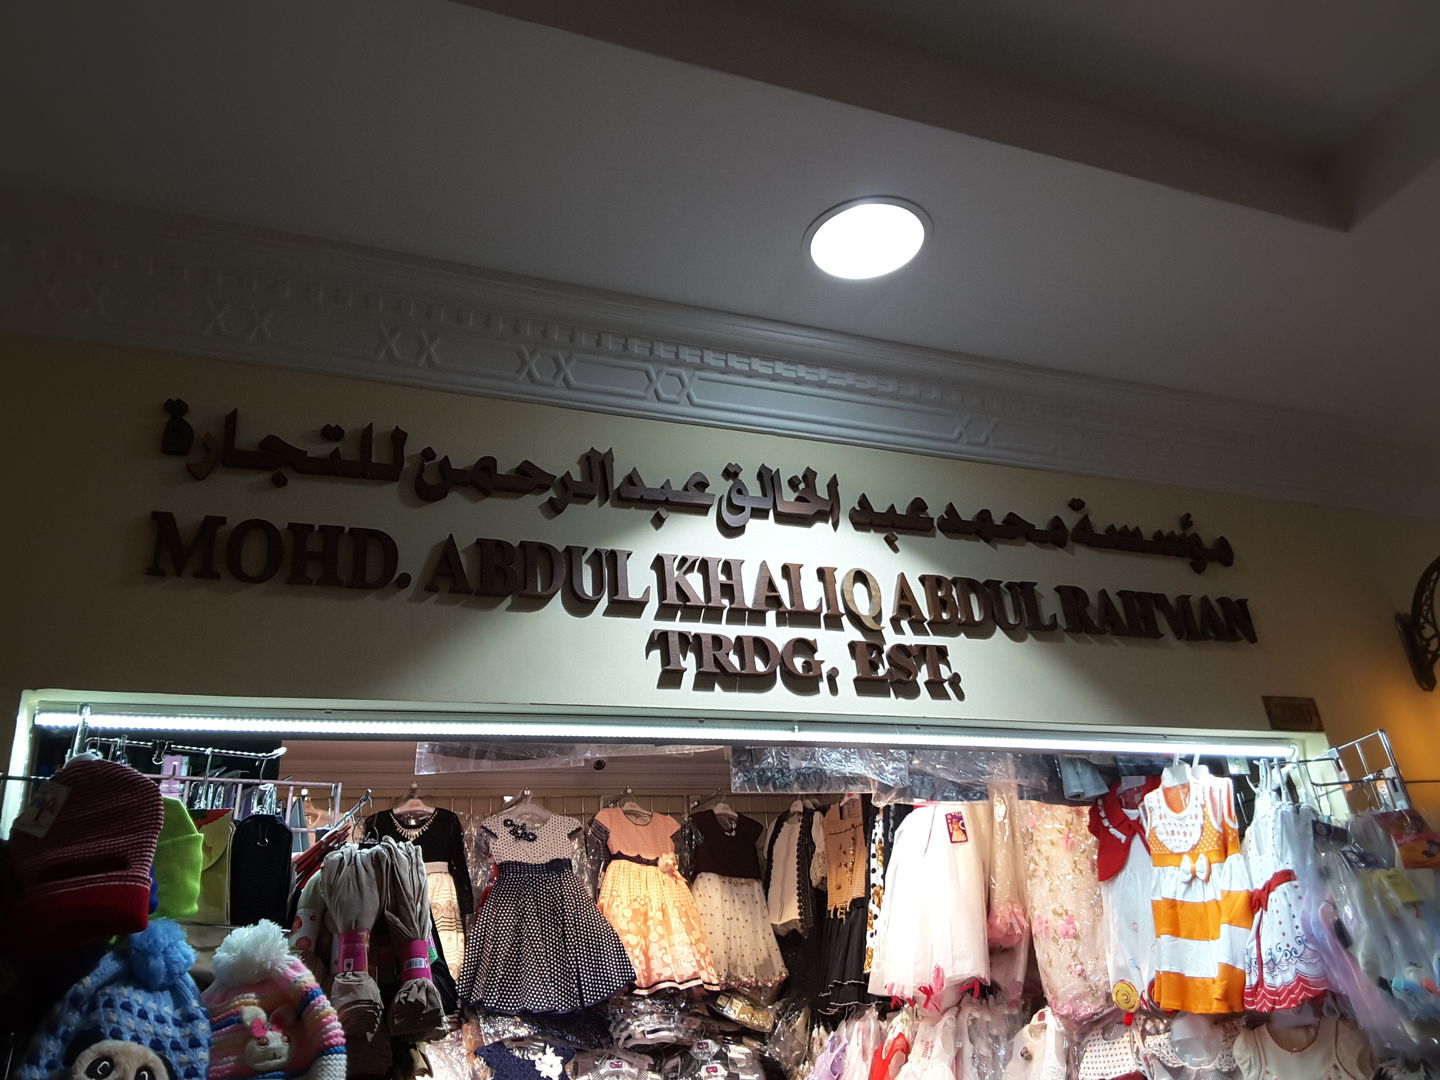 مؤسسة محمد عبد الخالق عبد الرحمن للتجارة
MOHD. ABDUL KHALIQ ABDUL RAHMAN
TRDG. EST.